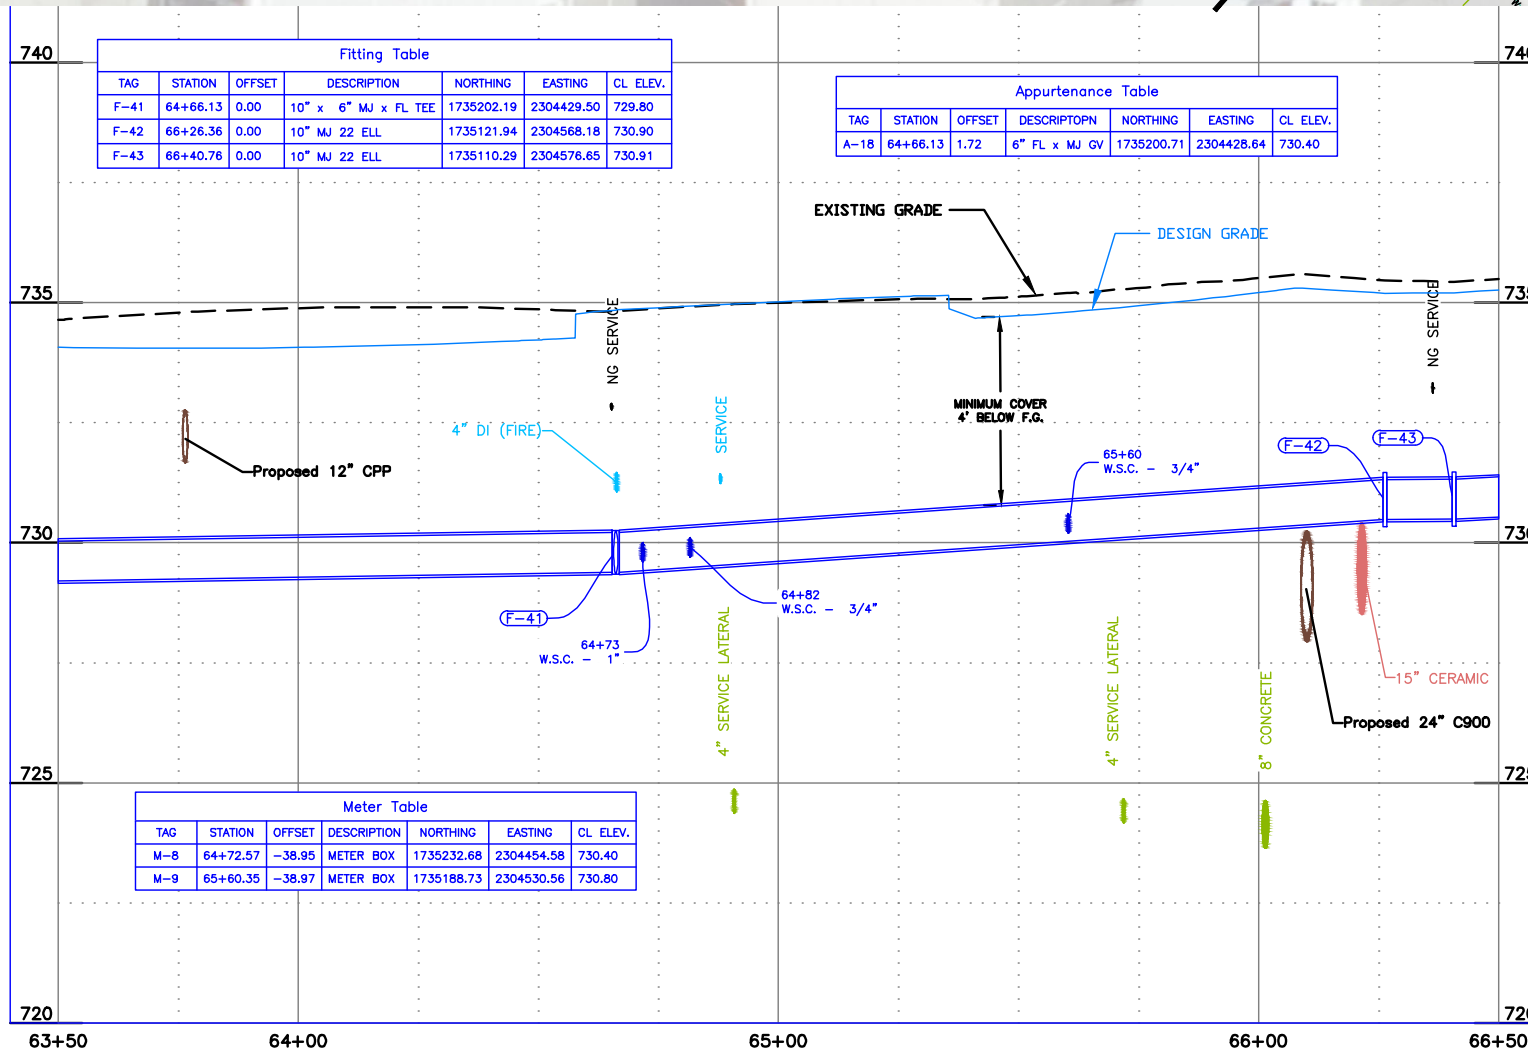 740
740
Fitting Table
TAG STATION OFFSET DESCRIPTION NORTHING EASTING CL ELEV.
F-41 64+66.13 0.00 10" x 6" MJ x FL TEE 1735202.19 2304429.50 729.80
F-42 66+26.36 0.00 10" MJ 22 ELL 1735121.94 2304568.18 730.90
F-43 66+40.76 0.00 10" MJ 22 ELL 1735110.29 2304576.65 730.91
Appurtenance Table
TAG STATION OFFSET DESCRIPTOPN NORTHING EASTING CL ELEV.
A-18 64+66.13 1.72 6" FL x MJ GV 1735200.71 2304428.64 730.40
EXISTING GRADE
DESIGN GRADE
735
735
NG SERVICE
NG SERVICE
MINIMUM COVER
4' BELOW F.G.
4" DI (FIRE)
SERVICE
Proposed 12" CPP
65+60
W.S.C. - 3/4"
F-42
F-43
730
730
F-41
64+82
W.S.C. - 3/4"
64+73
W.S.C. - 1"
4" SERVICE LATERAL
4" SERVICE LATERAL
8" CONCRETE
15" CERAMIC
Proposed 24" C900
725
725
Meter Table
TAG STATION OFFSET DESCRIPTION NORTHING EASTING CL ELEV.
M-8 64+72.57 -38.95 METER BOX 1735232.68 2304454.58 730.40
M-9 65+60.35 -38.97 METER BOX 1735188.73 2304530.56 730.80
720
720
63+50 64+00 65+00 66+00 66+50